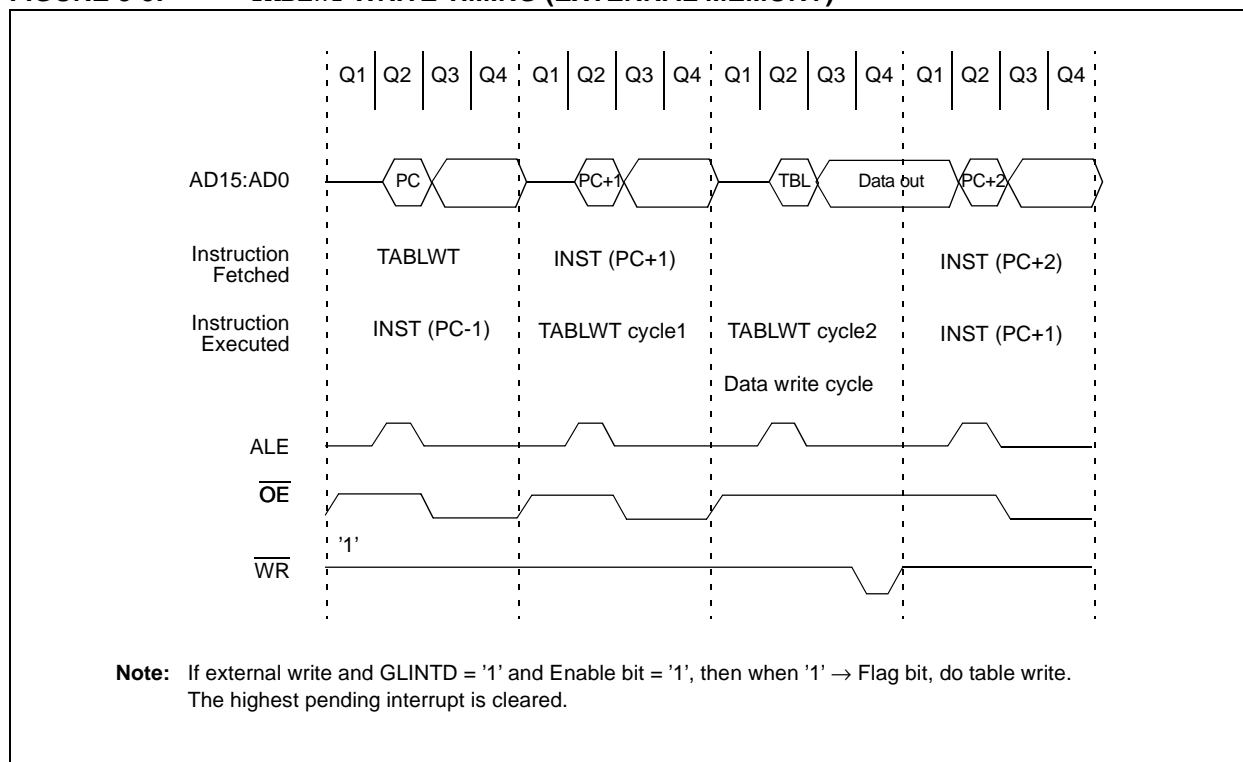 Q1 Q2 Q3 Q4 Q1 Q2 Q3 Q4 Q1 Q2 Q3 Q4 Q1 Q2 Q3 Q4
AD15:AD0 PC PC+1 TBL Data out PC+2
Instruction Fetched TABLWT INST (PC+1) INST (PC+2)
Instruction Executed INST (PC-1) TABLWT cycle1 TABLWT cycle2 INST (PC+1)
Data write cycle
ALE
OE
'1'
WR
Note: If external write and GLINTD = '1' and Enable bit = '1', then when '1' → Flag bit, do table write.
The highest pending interrupt is cleared.